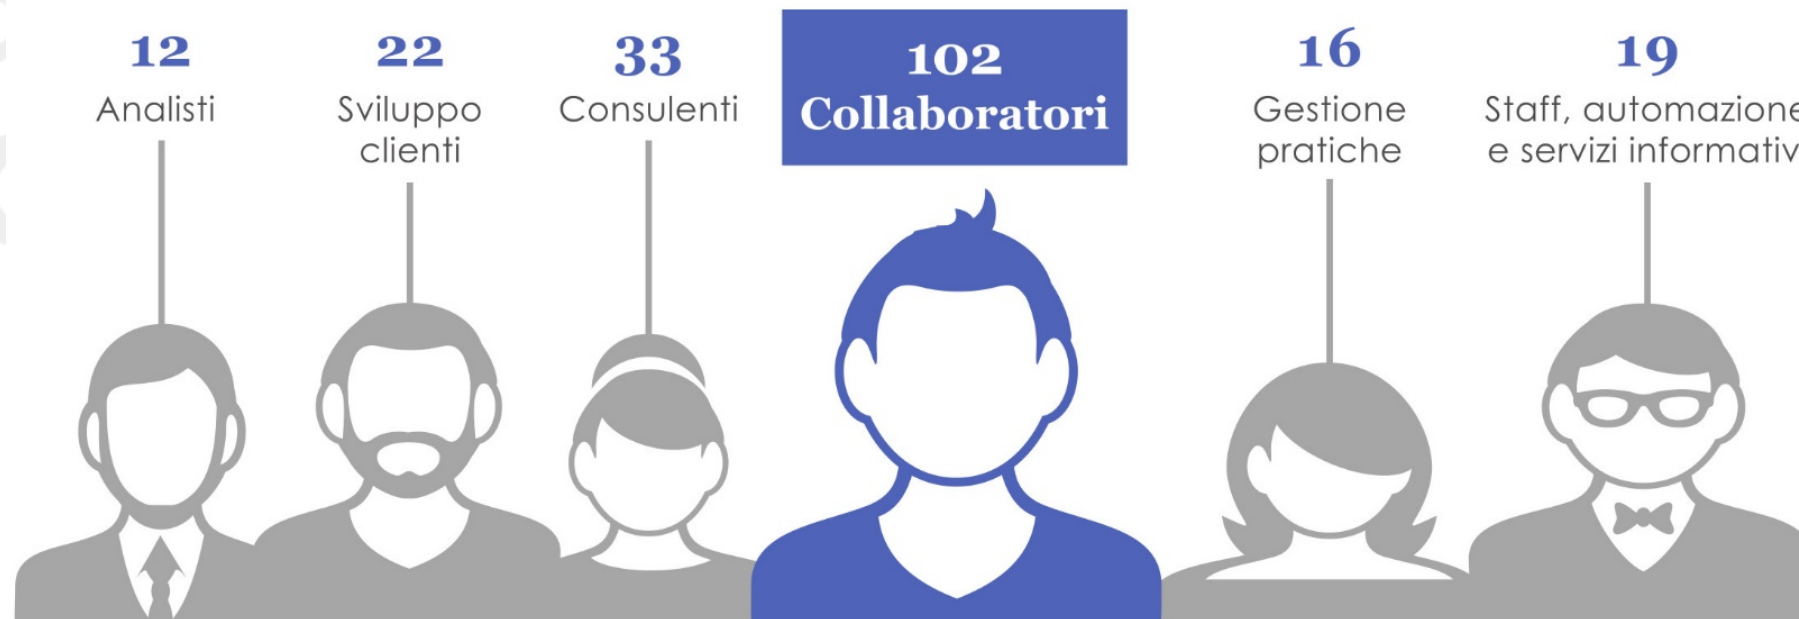 12
Analisti
22
Sviluppo
clienti
33
Consulenti
102
Collaboratori
16
Gestione
pratiche
19
Staff, automazione
e servizi informativ